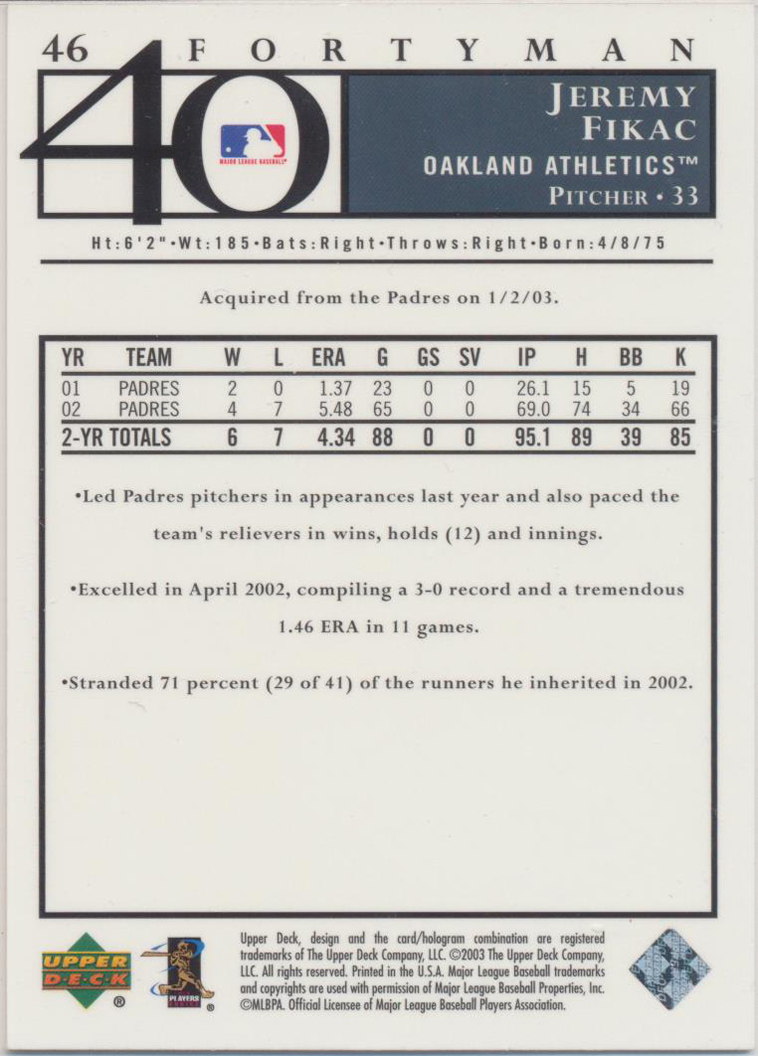 46 FORTYMAN
40
MAJOR LEAGUE BASEBALL
JEREMY
FIKAC
OAKLAND ATHLETICS™
PITCHER • 33
Ht:6'2"•Wt:185•Bats:Right•Throws:Right•Born:4/8/75
Acquired from the Padres on 1/2/03.
YR TEAM W L ERA G GS SV IP H BB K
01 PADRES 2 0 1.37 23 0 0 26.1 15 5 19
02 PADRES 4 7 5.48 65 0 0 69.0 74 34 66
2-YR TOTALS 6 7 4.34 88 0 0 95.1 89 39 85
•Led Padres pitchers in appearances last year and also paced the
team's relievers in wins, holds (12) and innings.
•Excelled in April 2002, compiling a 3-0 record and a tremendous
1.46 ERA in 11 games.
•Stranded 71 percent (29 of 41) of the runners he inherited in 2002.
UPPER
D•E•C•K
®
PLAYERS
CHOICE
®
Upper Deck, design and the card/hologram combination are registered
trademarks of The Upper Deck Company, LLC. ©2003 The Upper Deck Company,
LLC. All rights reserved. Printed in the U.S.A. Major League Baseball trademarks
and copyrights are used with permission of Major League Baseball Properties, Inc.
©MLBPA. Official Licensee of Major League Baseball Players Association.